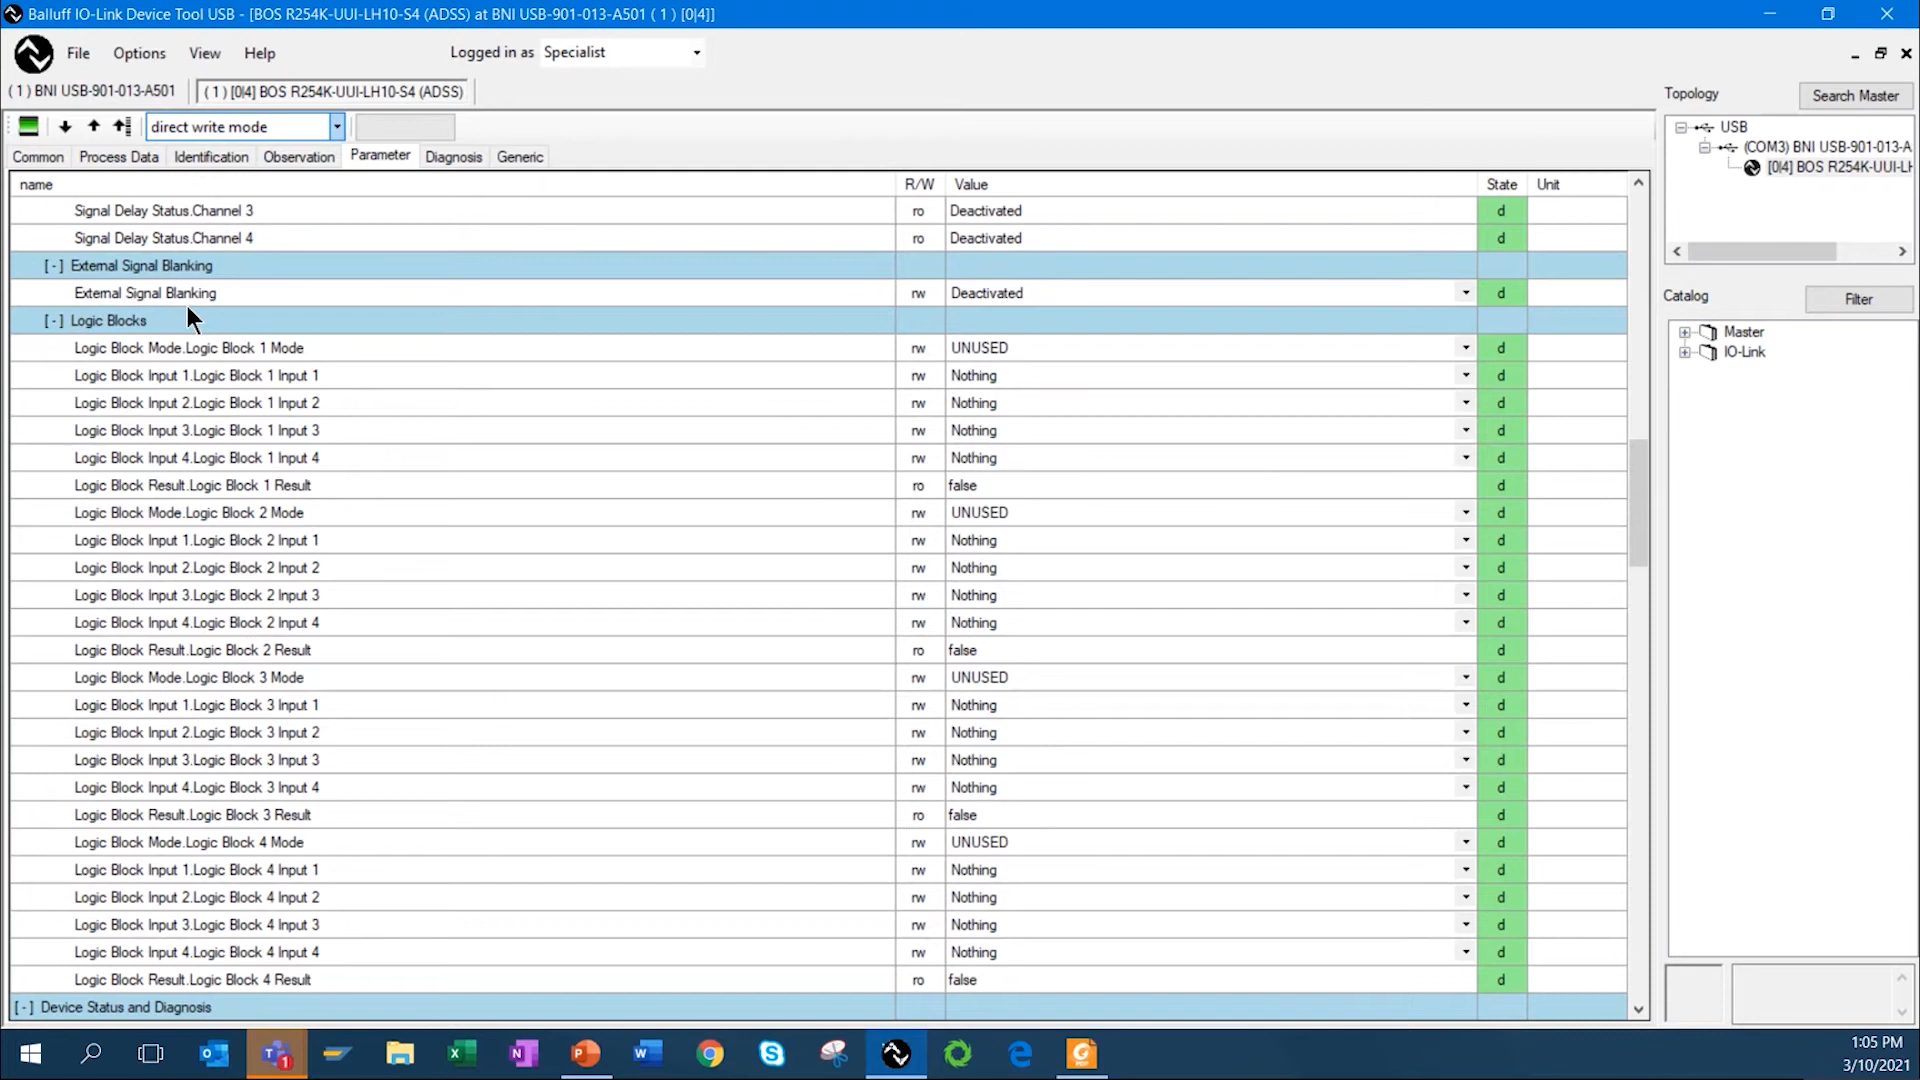 Balluff IO-Link Device Tool USB - [BOS R254K-UUI-LH10-S4 (ADSS) at BNI USB-901-013-A501 ( 1 ) [0|4]]
File Options View Help Logged in as Specialist
( 1 ) BNI USB-901-013-A501 ( 1 ) [0|4] BOS R254K-UUI-LH10-S4 (ADSS)
direct write mode
Common Process Data Identification Observation Parameter Diagnosis Generic
name R/W Value State Unit
Signal Delay Status.Channel 3 ro Deactivated d
Signal Delay Status.Channel 4 ro Deactivated d
[ - ] External Signal Blanking
External Signal Blanking rw Deactivated d
[ - ] Logic Blocks
Logic Block Mode.Logic Block 1 Mode rw UNUSED d
Logic Block Input 1.Logic Block 1 Input 1 rw Nothing d
Logic Block Input 2.Logic Block 1 Input 2 rw Nothing d
Logic Block Input 3.Logic Block 1 Input 3 rw Nothing d
Logic Block Input 4.Logic Block 1 Input 4 rw Nothing d
Logic Block Result.Logic Block 1 Result ro false d
Logic Block Mode.Logic Block 2 Mode rw UNUSED d
Logic Block Input 1.Logic Block 2 Input 1 rw Nothing d
Logic Block Input 2.Logic Block 2 Input 2 rw Nothing d
Logic Block Input 3.Logic Block 2 Input 3 rw Nothing d
Logic Block Input 4.Logic Block 2 Input 4 rw Nothing d
Logic Block Result.Logic Block 2 Result ro false d
Logic Block Mode.Logic Block 3 Mode rw UNUSED d
Logic Block Input 1.Logic Block 3 Input 1 rw Nothing d
Logic Block Input 2.Logic Block 3 Input 2 rw Nothing d
Logic Block Input 3.Logic Block 3 Input 3 rw Nothing d
Logic Block Input 4.Logic Block 3 Input 4 rw Nothing d
Logic Block Result.Logic Block 3 Result ro false d
Logic Block Mode.Logic Block 4 Mode rw UNUSED d
Logic Block Input 1.Logic Block 4 Input 1 rw Nothing d
Logic Block Input 2.Logic Block 4 Input 2 rw Nothing d
Logic Block Input 3.Logic Block 4 Input 3 rw Nothing d
Logic Block Input 4.Logic Block 4 Input 4 rw Nothing d
Logic Block Result.Logic Block 4 Result ro false d
[ - ] Device Status and Diagnosis
Topology Search Master
USB
(COM3) BNI USB-901-013-A
[0|4] BOS R254K-UUI-LH
Catalog Filter
Master
IO-Link
1:05 PM
3/10/2021